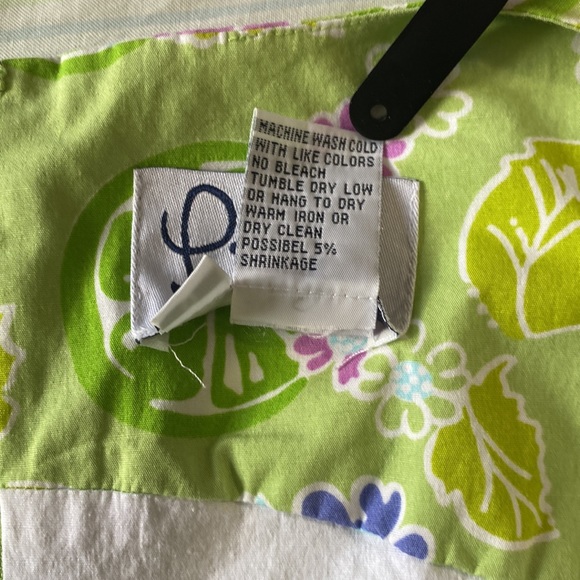 MACHINE WASH COLD
WITH LIKE COLORS
NO BLEACH
TUMBLE DRY LOW
OR HANG TO DRY
WARM IRON OR
DRY CLEAN
POSSIBEL 5%
SHRINKAGE